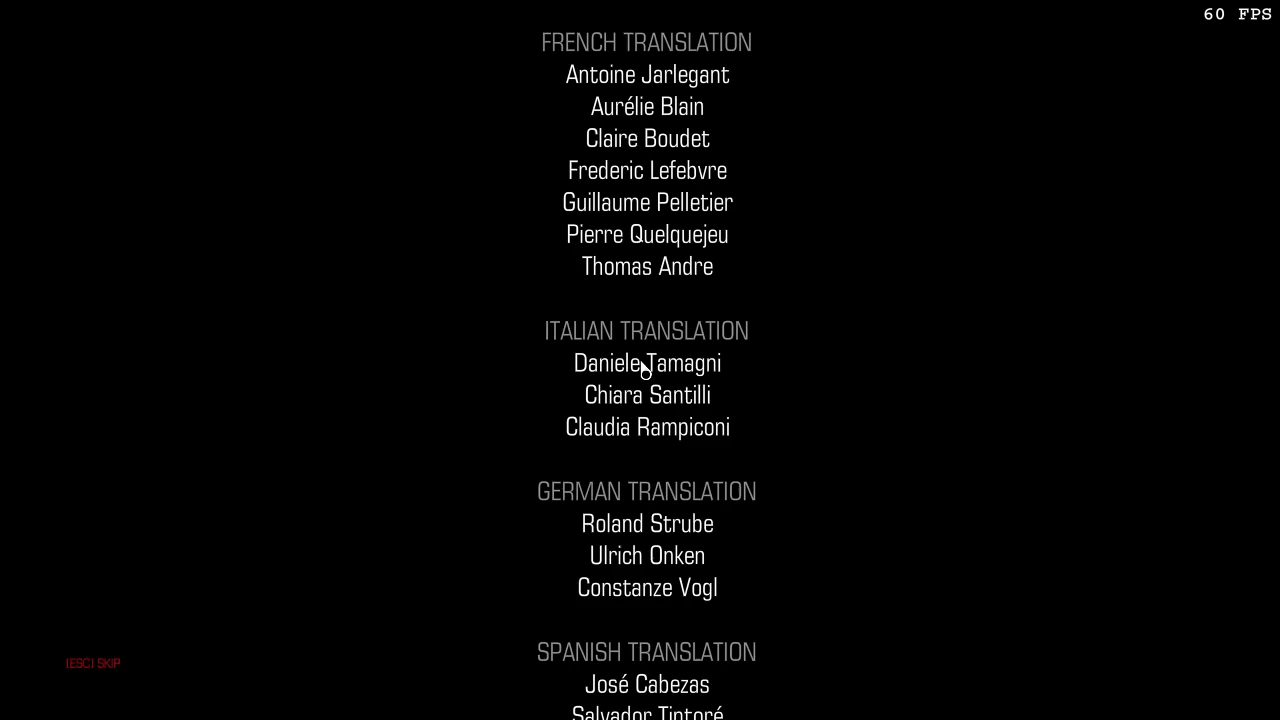 60 FPS
FRENCH TRANSLATION
Antoine Jarlegant
Aurélie Blain
Claire Boudet
Frederic Lefebvre
Guillaume Pelletier
Pierre Quelquejeu
Thomas Andre
ITALIAN TRANSLATION
Daniele Tamagni
Chiara Santilli
Claudia Rampiconi
GERMAN TRANSLATION
Roland Strube
Ulrich Onken
Constanze Vogl
SPANISH TRANSLATION
[ESC] SKIP
José Cabezas
Salvador Tintoré